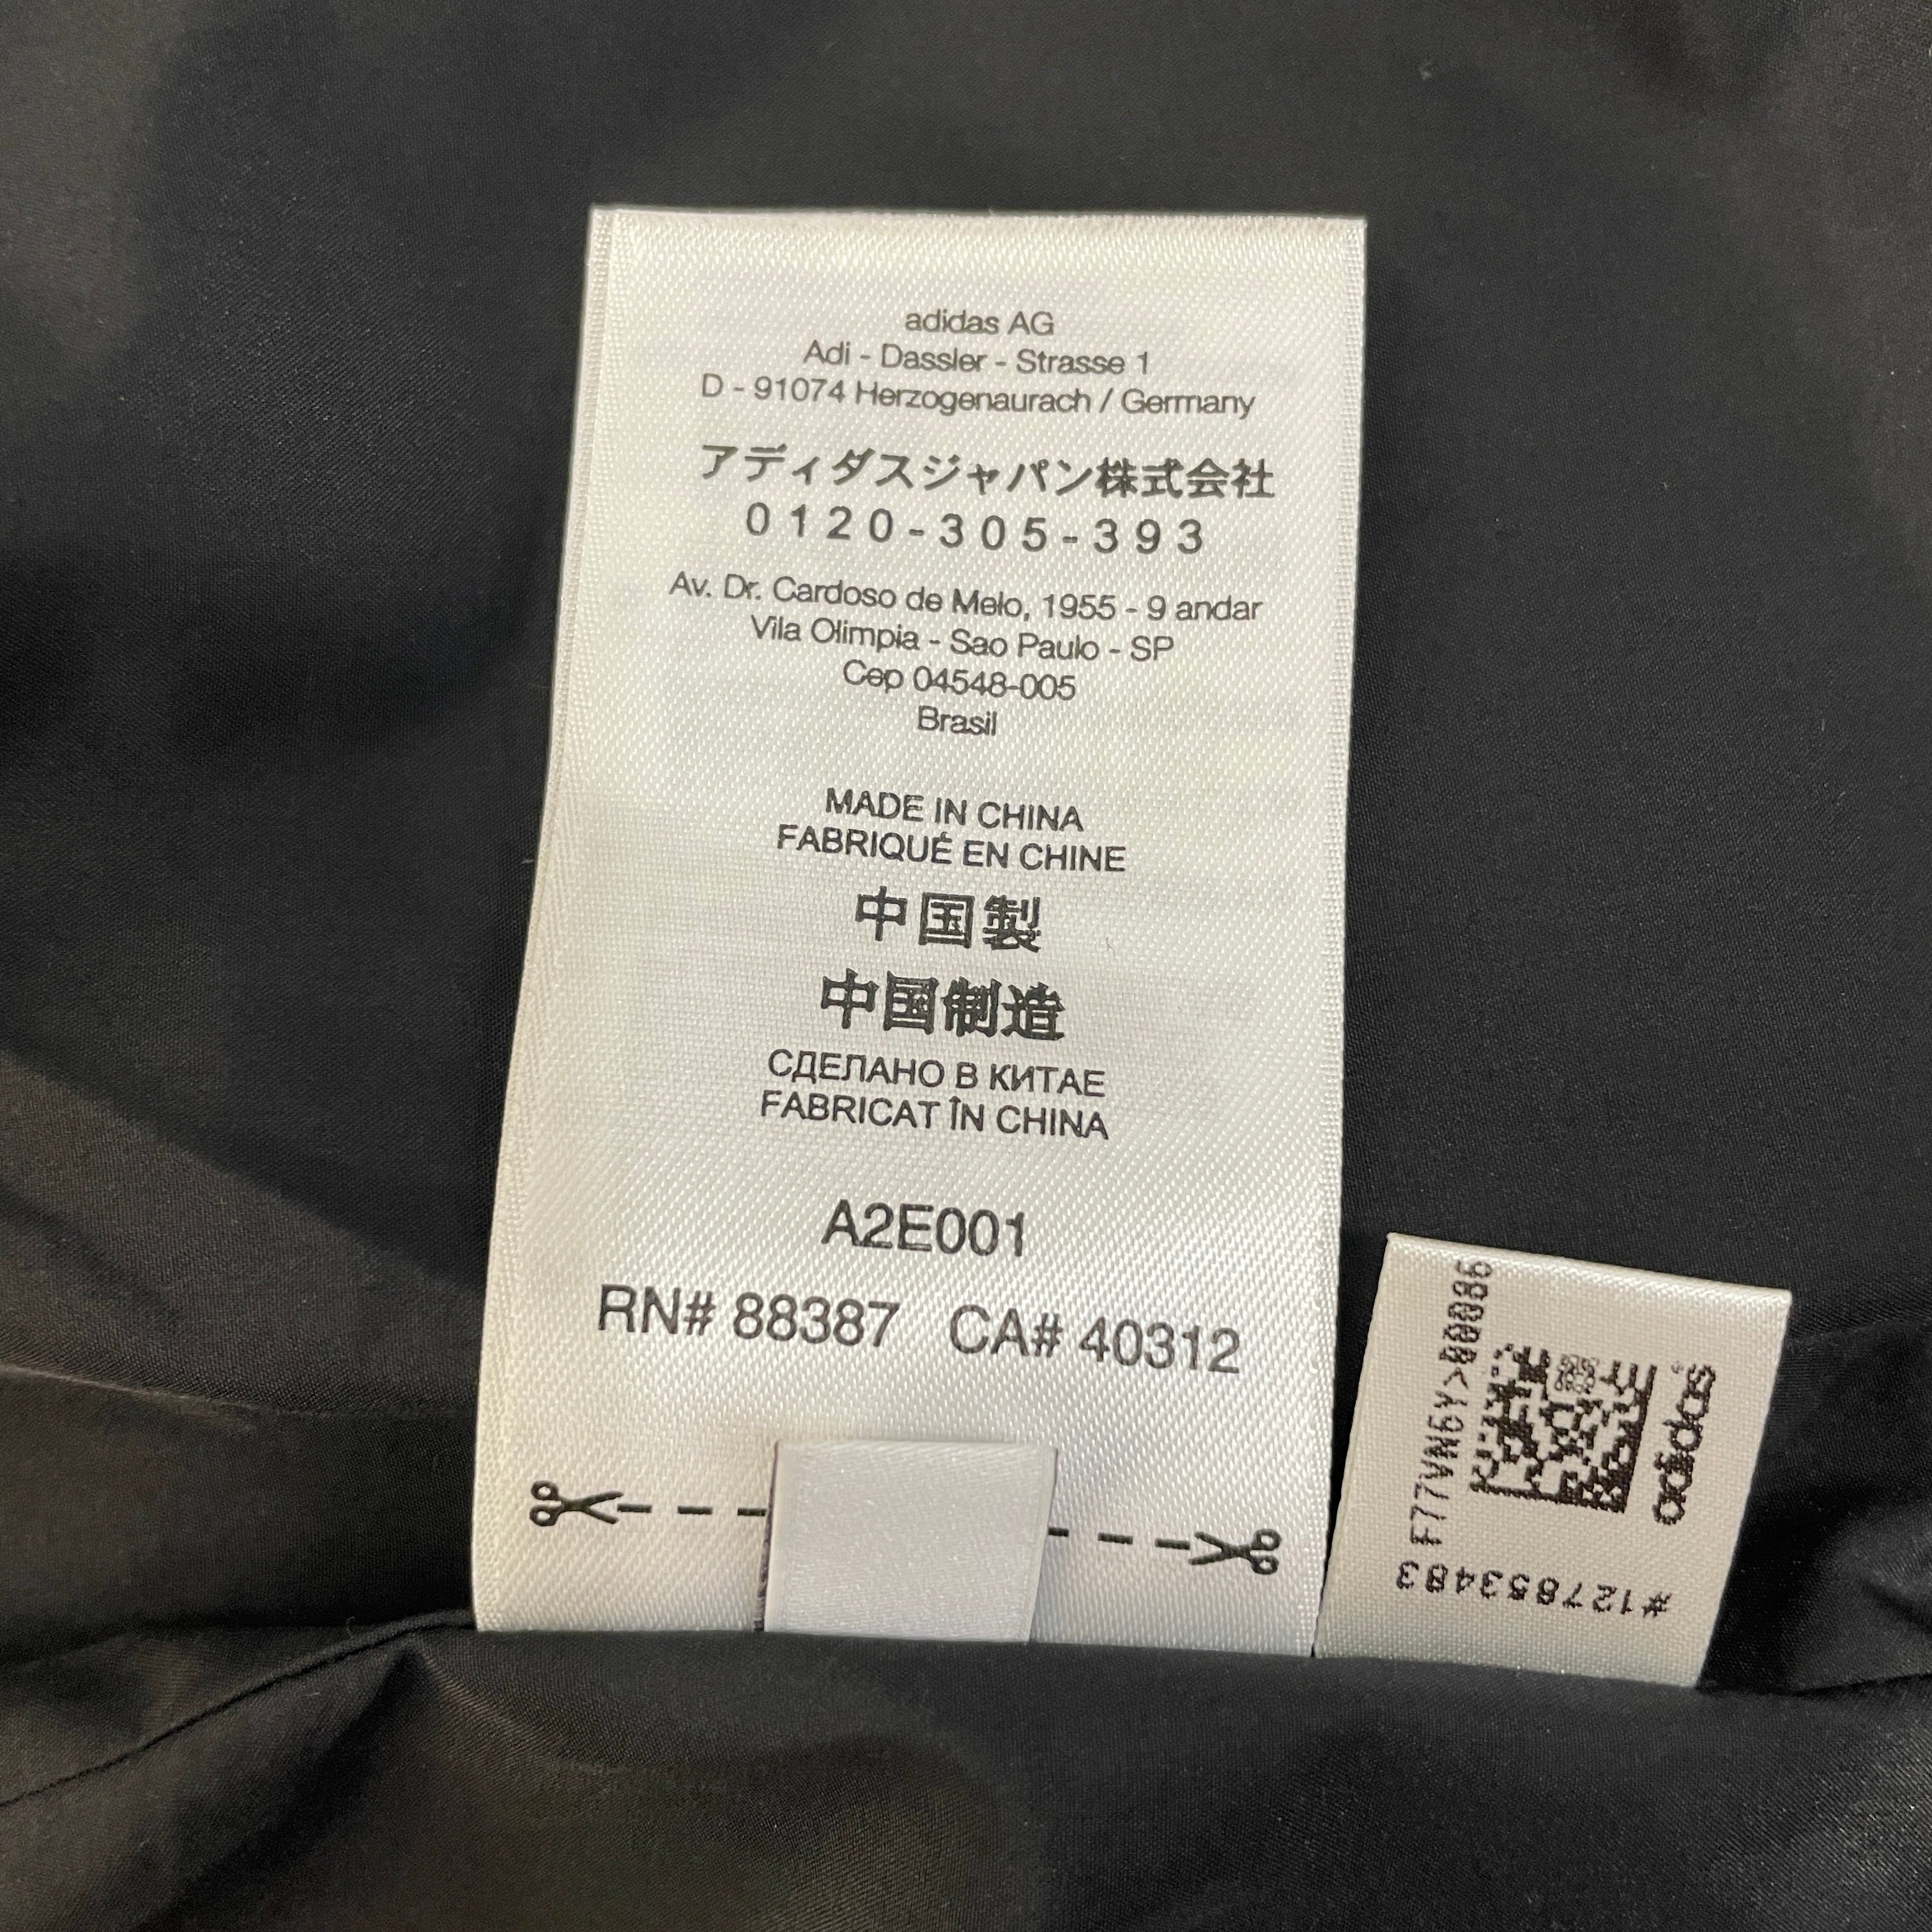 adidas AG
Adi - Dassler - Strasse 1
D - 91074 Herzogenaurach / Germany
アディダスジャパン株式会社
0120-305-393
Av. Dr. Cardoso de Melo, 1955 - 9 andar
Vila Olimpia - Sao Paulo - SP
Cep 04548-005
Brasil
MADE IN CHINA
FABRIQUÉ EN CHINE
中国製
中国制造
СДЕЛАНО В КИТАЕ
FABRICAT ÎN CHINA
A2E001
RN# 88387 CA# 40312
adidas
F77VN6Y>00086
#127853483